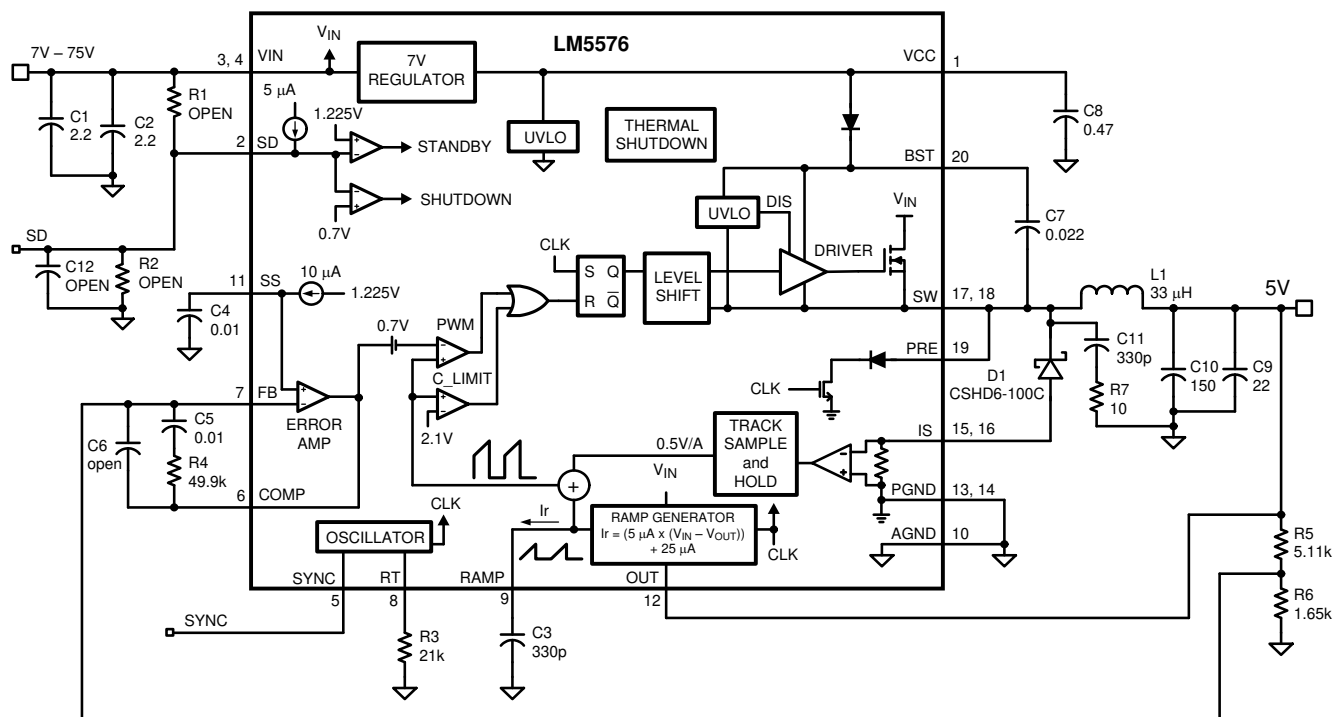 7V – 75V
3, 4
VIN
V_IN
LM5576
7V
REGULATOR
VCC
1
C1
2.2
C2
2.2
R1
OPEN
5 µA
1.225V
2
SD
STANDBY
SHUTDOWN
0.7V
UVLO
THERMAL
SHUTDOWN
C8
0.47
BST
20
UVLO
DIS
V_IN
DRIVER
C7
0.022
SD
C12
OPEN
R2
OPEN
11
SS
10 µA
1.225V
C4
0.01
CLK
S Q
R Q̅
LEVEL
SHIFT
SW
17, 18
L1
33 µH
5V
0.7V
PWM
C_LIMIT
2.1V
PRE
19
CLK
C11
330p
R7
10
D1
CSHD6-100C
C10
150
C9
22
7
FB
ERROR
AMP
C5
0.01
C6
open
R4
49.9k
6
COMP
0.5V/A
TRACK
SAMPLE
and
HOLD
IS
15, 16
V_IN
+
PGND
13, 14
Ir
RAMP GENERATOR
Ir = (5 µA x (V_IN – V_OUT))
+ 25 µA
CLK
AGND
10
CLK
OSCILLATOR
SYNC
RT
RAMP
OUT
5
8
9
12
SYNC
R3
21k
C3
330p
R5
5.11k
R6
1.65k